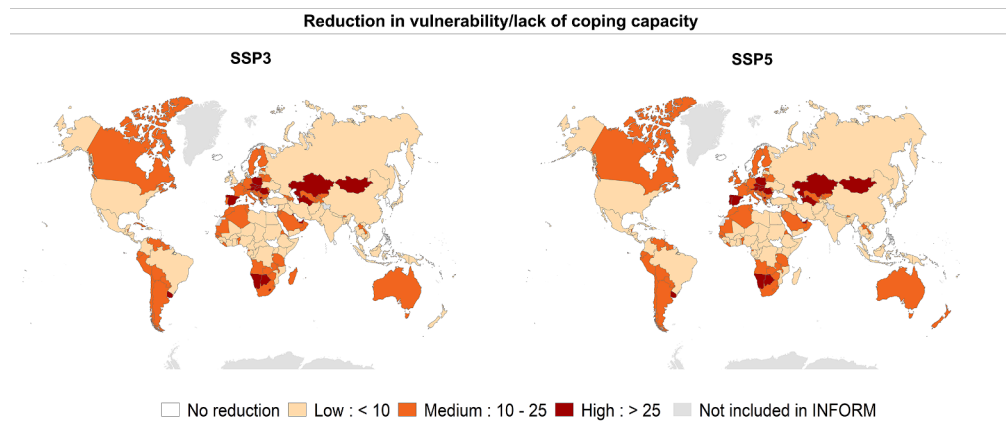 Reduction in vulnerability/lack of coping capacity
SSP3
SSP5
No reduction
Low : < 10
Medium : 10 - 25
High : > 25
Not included in INFORM